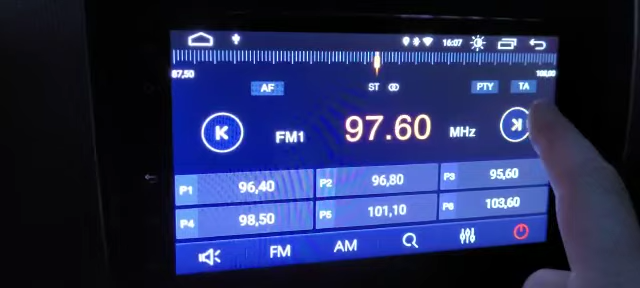 16:07
87,50 108,00
AF ST PTY TA
FM1 97.60 MHz
P1 96,40 P2 96,80 P3 95,60
P4 98,50 P5 101,10 P6 103,60
FM AM